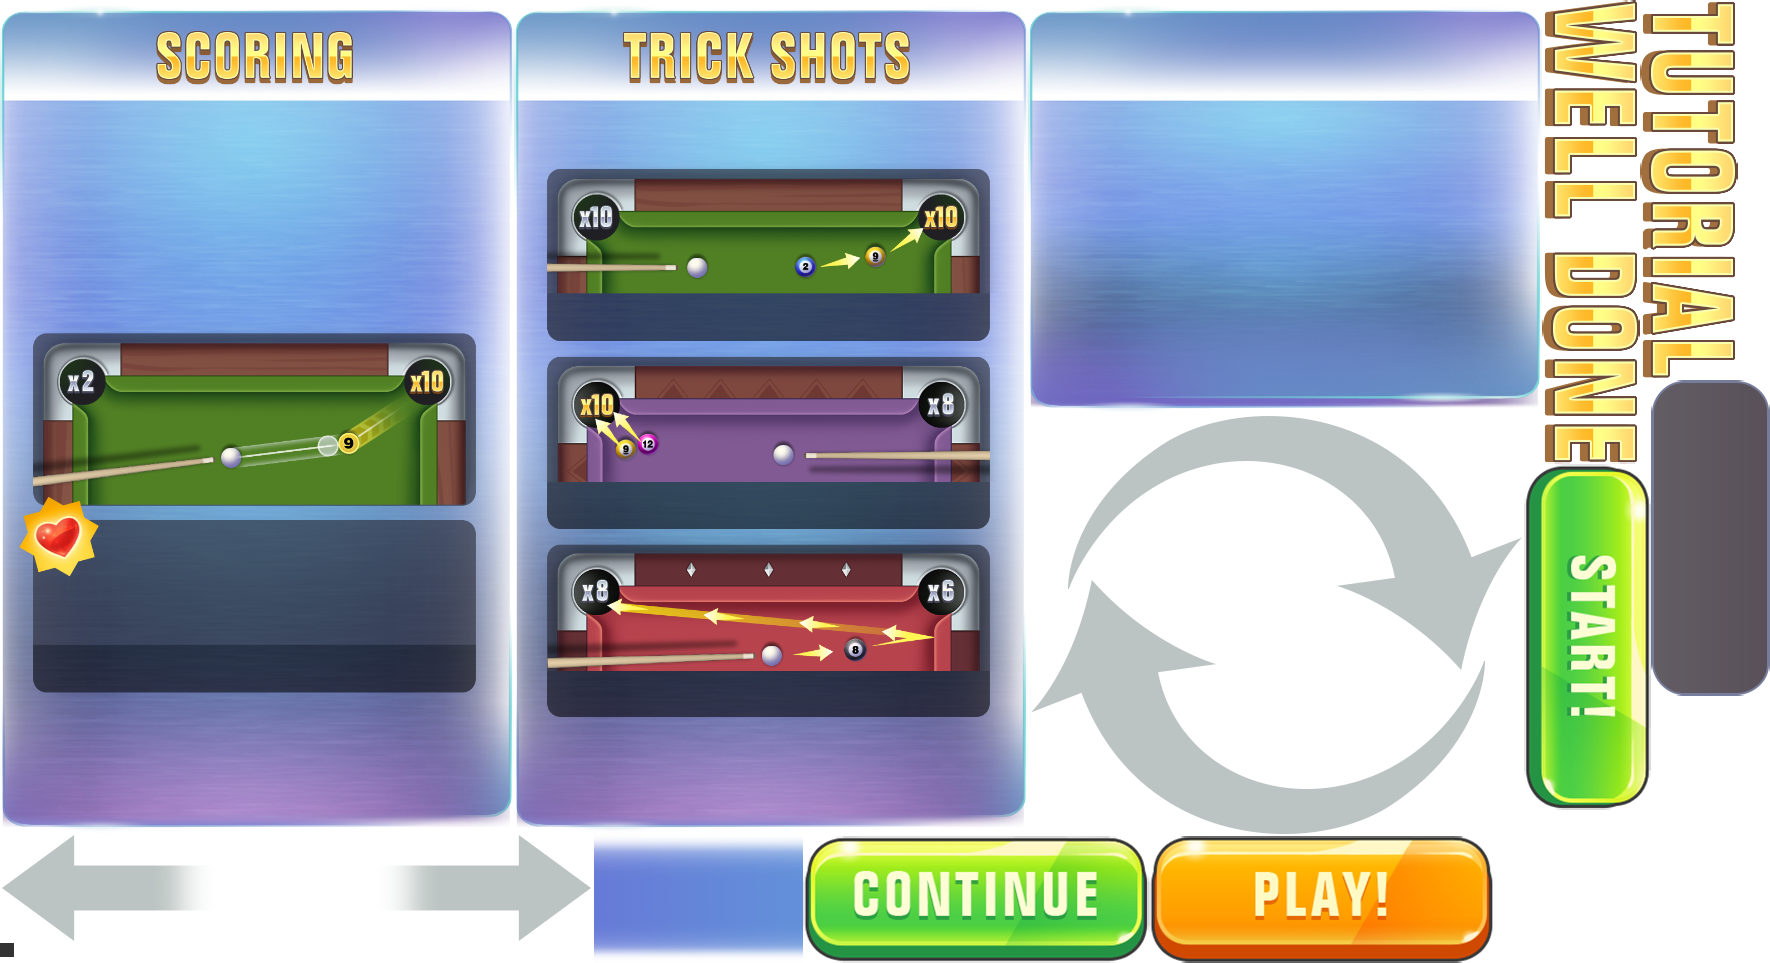 SCORING
x2
x10
9
TRICK SHOTS
x10
x10
2
9
x10
x8
9
12
x8
x6
8
TUTORIAL
WELL DONE
START!
CONTINUE
PLAY!